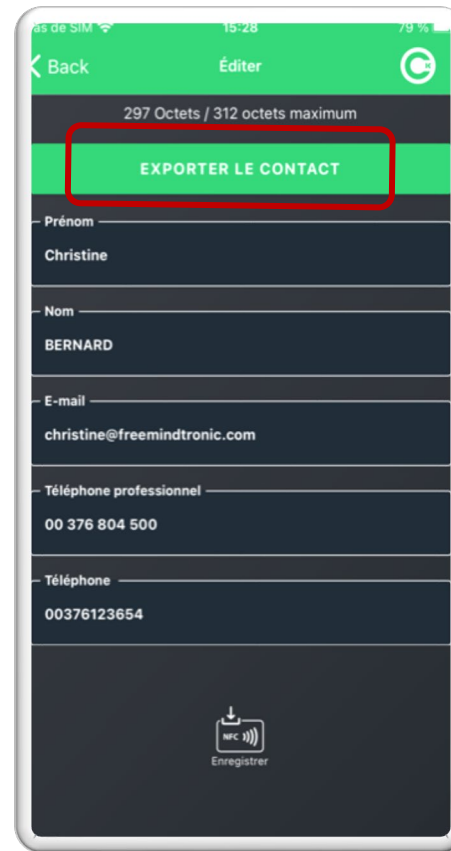 as de SIM 15:28 79 %
Back Éditer
297 Octets / 312 octets maximum
EXPORTER LE CONTACT
Prénom
Christine
Nom
BERNARD
E-mail
christine@freemindtronic.com
Téléphone professionnel
00 376 804 500
Téléphone
00376123654
NFC
Enregistrer